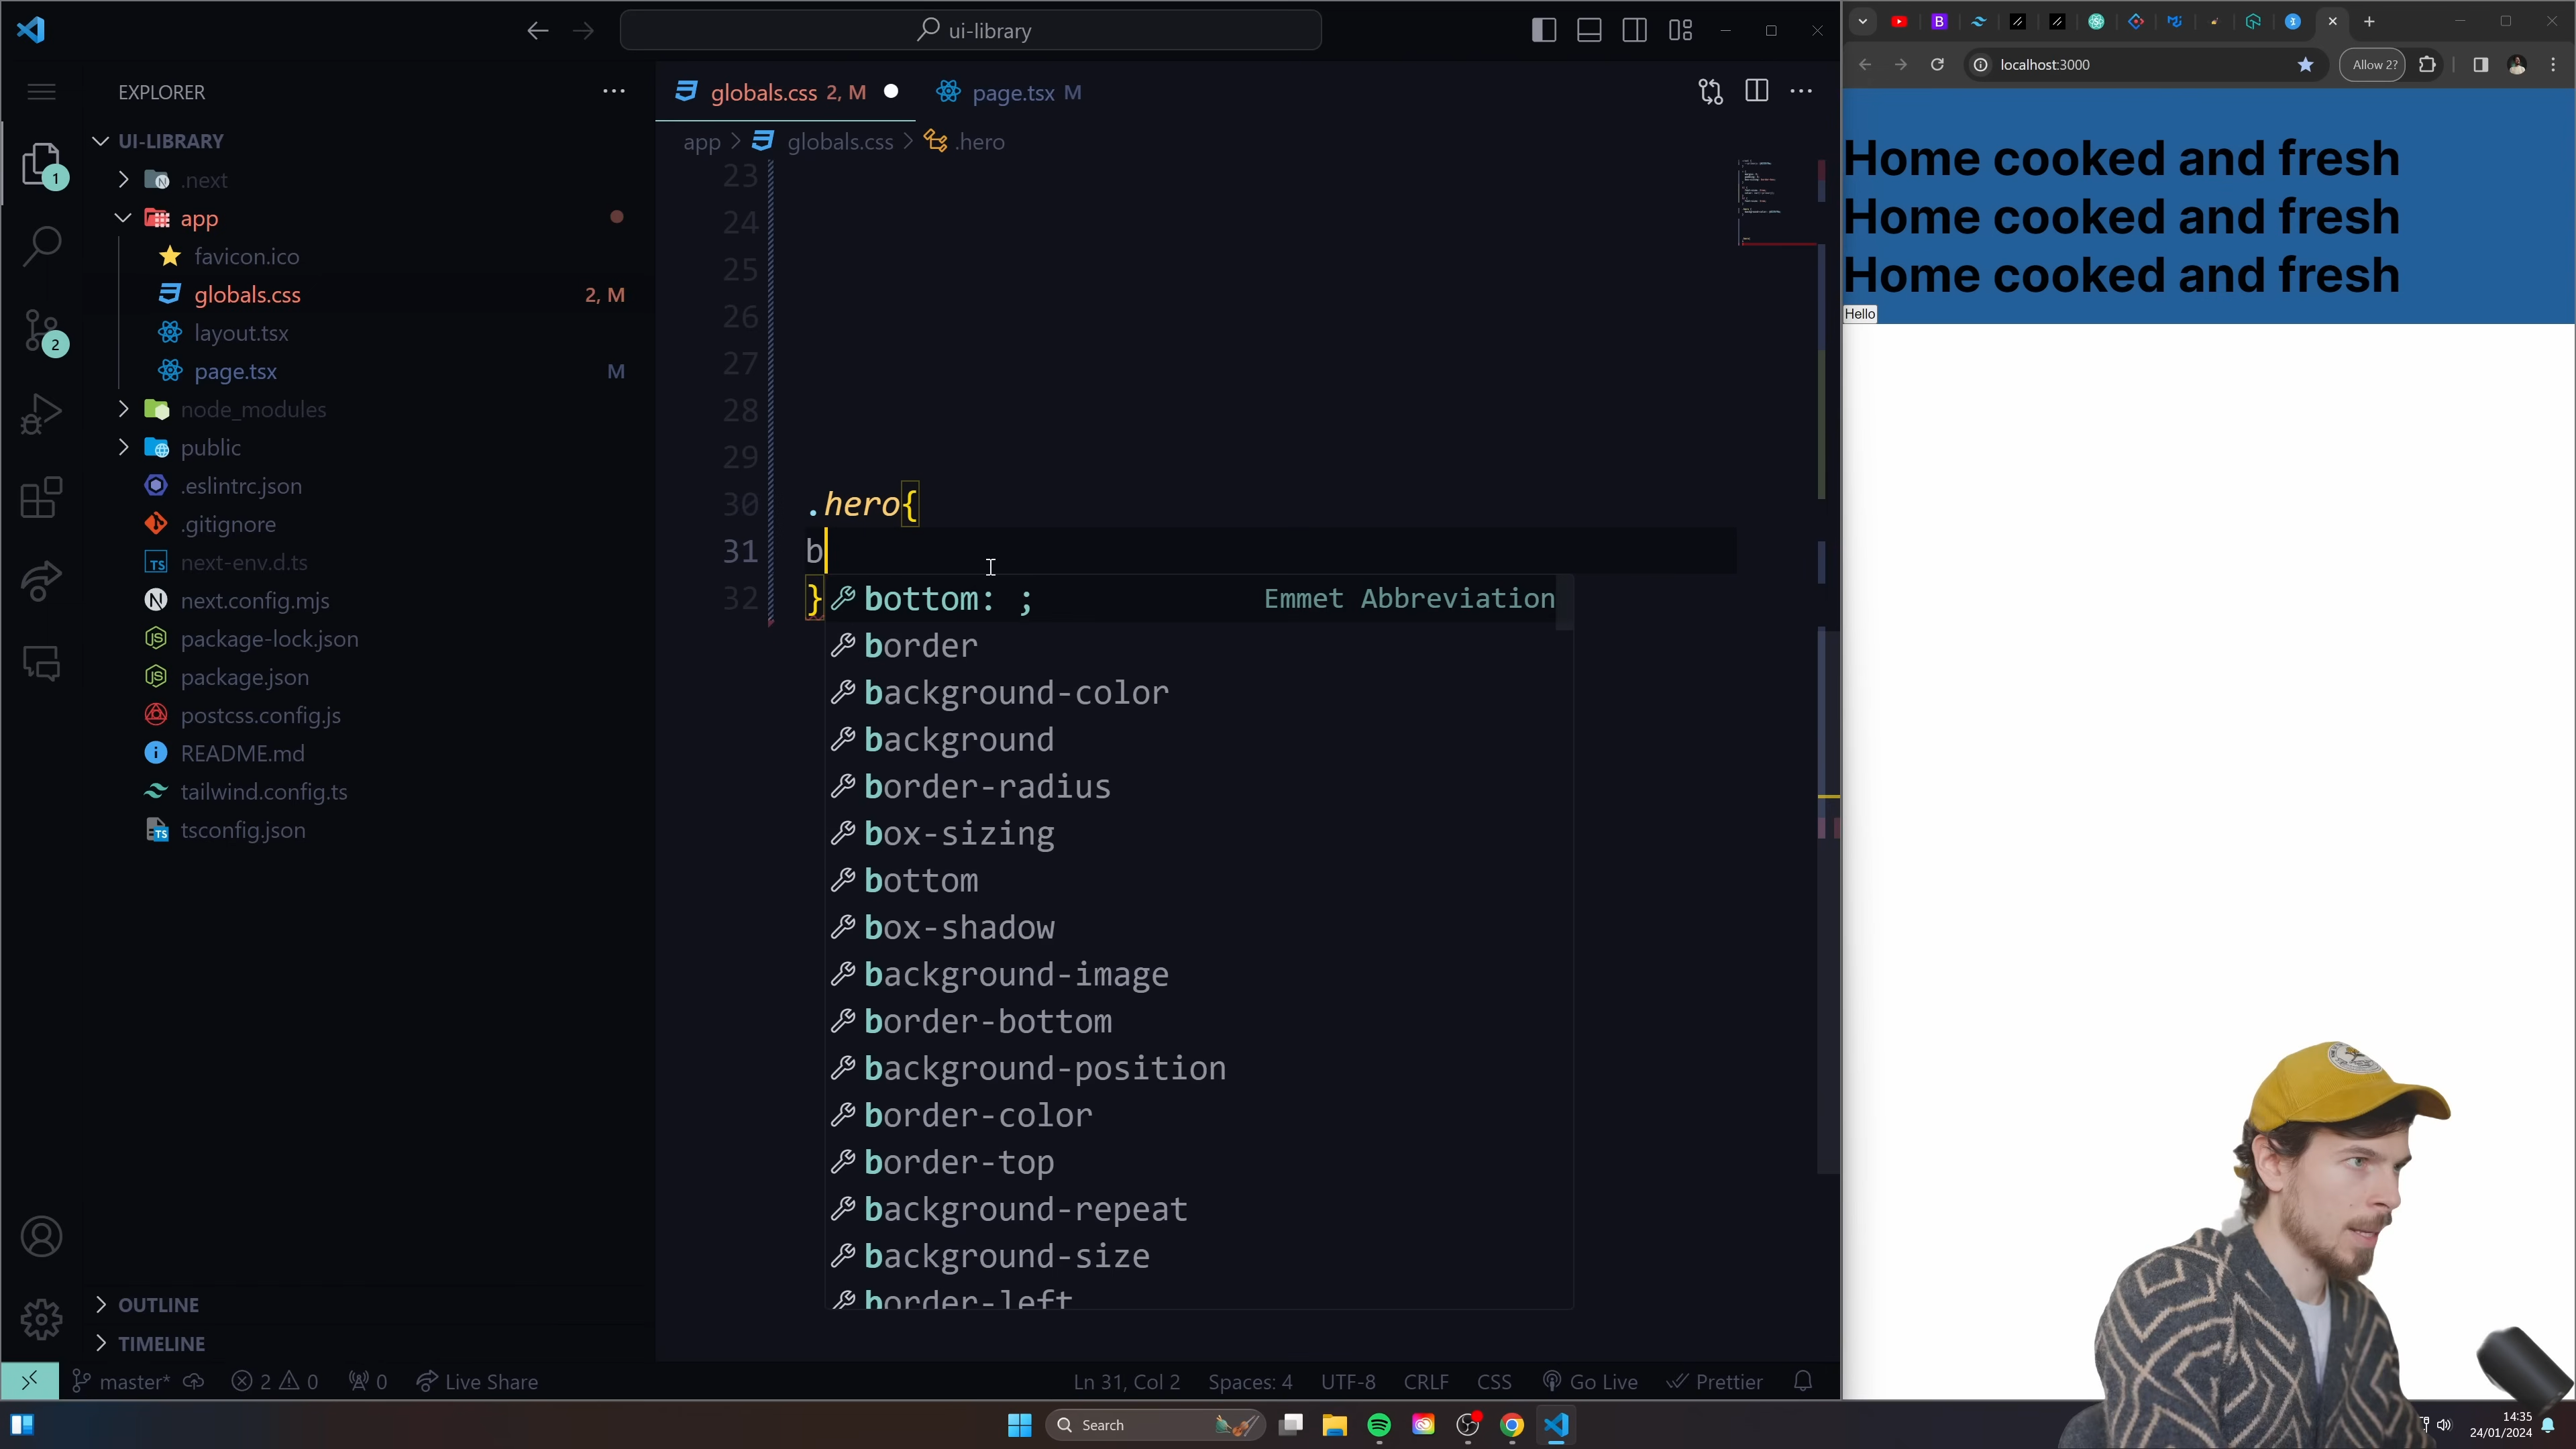 ui-library
EXPLORER
UI-LIBRARY
.next
app
favicon.ico
globals.css 2, M
layout.tsx
page.tsx M
node_modules
public
.eslintrc.json
.gitignore
next-env.d.ts
next.config.mjs
package-lock.json
package.json
postcss.config.js
README.md
tailwind.config.ts
tsconfig.json
OUTLINE
TIMELINE
1
2
globals.css 2, M
page.tsx M
app > globals.css > .hero
23
24
25
26
27
28
29
30 .hero{
31 b
32 }
bottom: ; Emmet Abbreviation
border
background-color
background
border-radius
box-sizing
bottom
box-shadow
background-image
border-bottom
background-position
border-color
border-top
background-repeat
background-size
border-left
master* 2 0 0 Live Share
Ln 31, Col 2 Spaces: 4 UTF-8 CRLF CSS Go Live Prettier
localhost:3000
Allow 2?
Home cooked and fresh
Home cooked and fresh
Home cooked and fresh
Hello
Search
14:35
24/01/2024